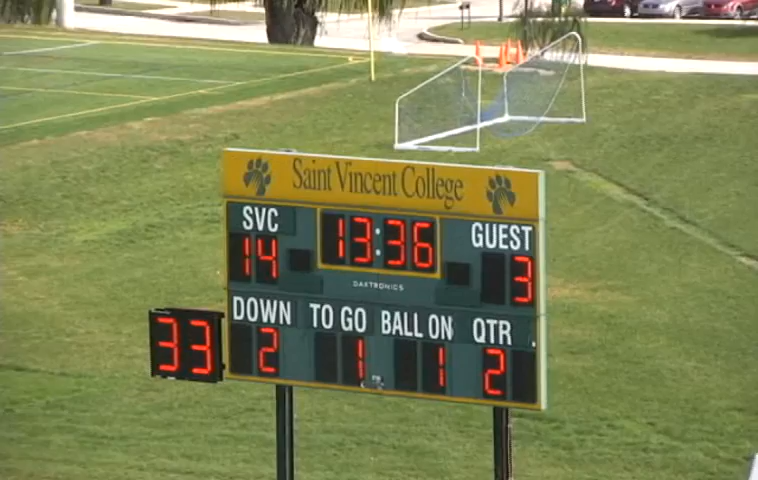 Saint Vincent College
SVC 13:36 GUEST
14 3
DAKTRONICS
DOWN TO GO BALL ON QTR
33 2 1 1 2